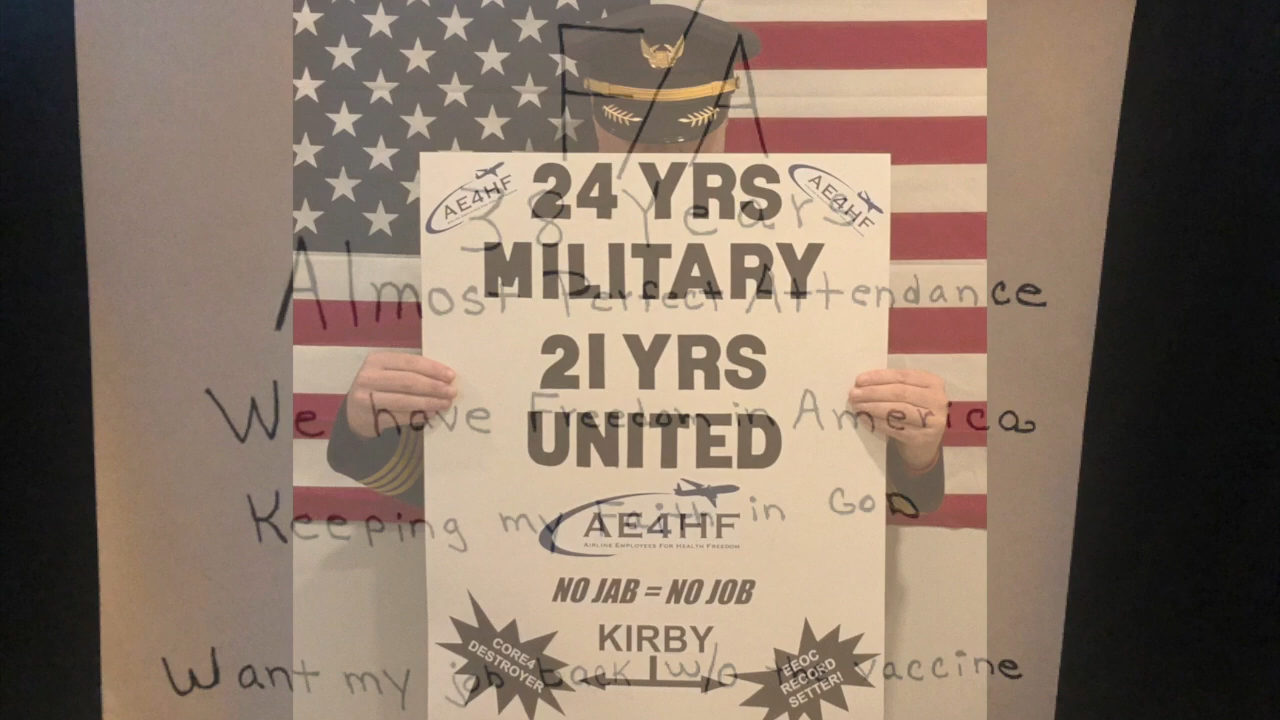 F/A
24 YRS
AE4HF
AE4HF
38 Years
MILITARY
Almost Perfect Attendance
21 YRS
We have Freedom in America
UNITED
Keeping my Faith in GoD
AE4HF
AIRLINE EMPLOYEES FOR HEALTH FREEDOM
NO JAB = NO JOB
KIRBY
CORE4
DESTROYER
EEOC
RECORD
SETTER!
Want my job back w/o the vaccine